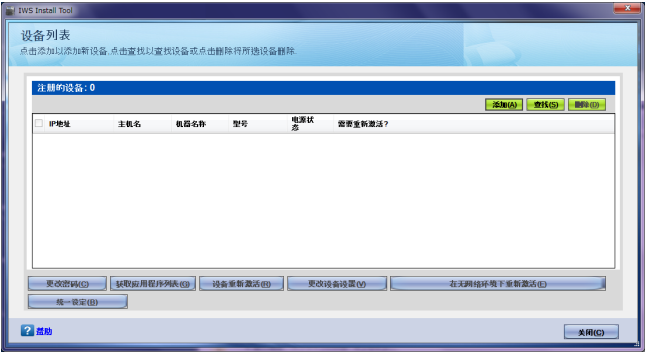 IWS Install Tool
设备列表
点击添加以添加新设备.点击查找以查找设备或点击删除将所选设备删除.
注册的设备: 0
添加(A) 查找(S) 删除(D)
IP地址 主机名 机器名称 型号 电源状态 需要重新激活?
更改密码(C) 获取应用程序列表(G) 设备重新激活(R) 更改设备设置(V) 在无网络环境下重新激活(E)
统一设定(B)
帮助 关闭(C)